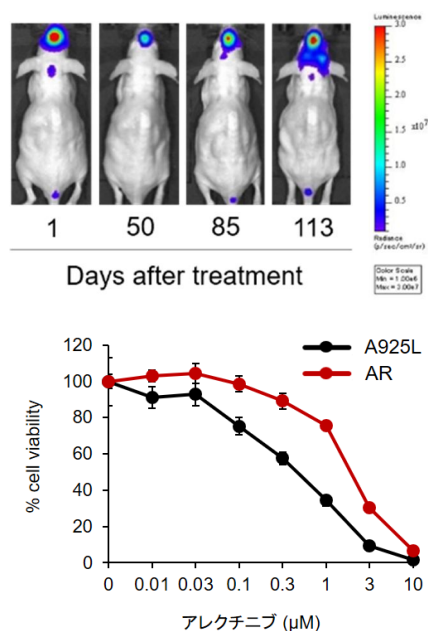 Luminescence
3.0
2.5
2.0
1.5
1.0
0.5
×10⁷
Radiance
(p/sec/cm²/sr)
Color Scale
Min = 1.00e6
Max = 3.00e7
1 50 85 113
Days after treatment
A925L
AR
% cell viability
120
100
80
60
40
20
0
0 0.01 0.03 0.1 0.3 1 3 10
アレクチニブ (µM)